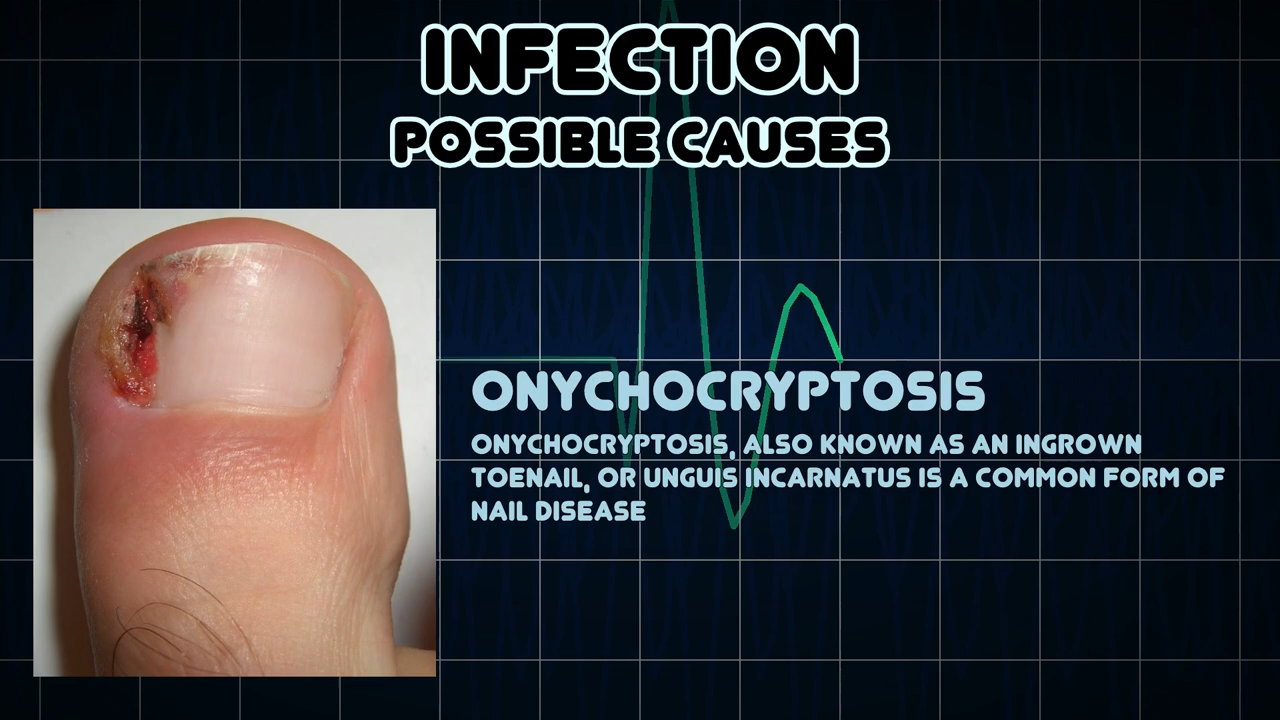 INFECTION
POSSIBLE CAUSES
ONYCHOCRYPTOSIS
ONYCHOCRYPTOSIS, ALSO KNOWN AS AN INGROWN
TOENAIL, OR UNGUIS INCARNATUS IS A COMMON FORM OF
NAIL DISEASE